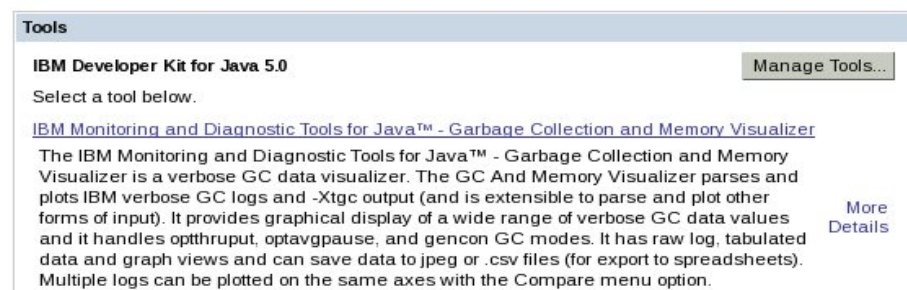 Tools
IBM Developer Kit for Java 5.0
Manage Tools...
Select a tool below.
IBM Monitoring and Diagnostic Tools for Java™ - Garbage Collection and Memory Visualizer
The IBM Monitoring and Diagnostic Tools for Java™ - Garbage Collection and Memory
Visualizer is a verbose GC data visualizer. The GC And Memory Visualizer parses and
plots IBM verbose GC logs and -Xtgc output (and is extensible to parse and plot other
forms of input). It provides graphical display of a wide range of verbose GC data values
and it handles optthruput, optavgpause, and gencon GC modes. It has raw log, tabulated
data and graph views and can save data to jpeg or .csv files (for export to spreadsheets).
Multiple logs can be plotted on the same axes with the Compare menu option.
More
Details